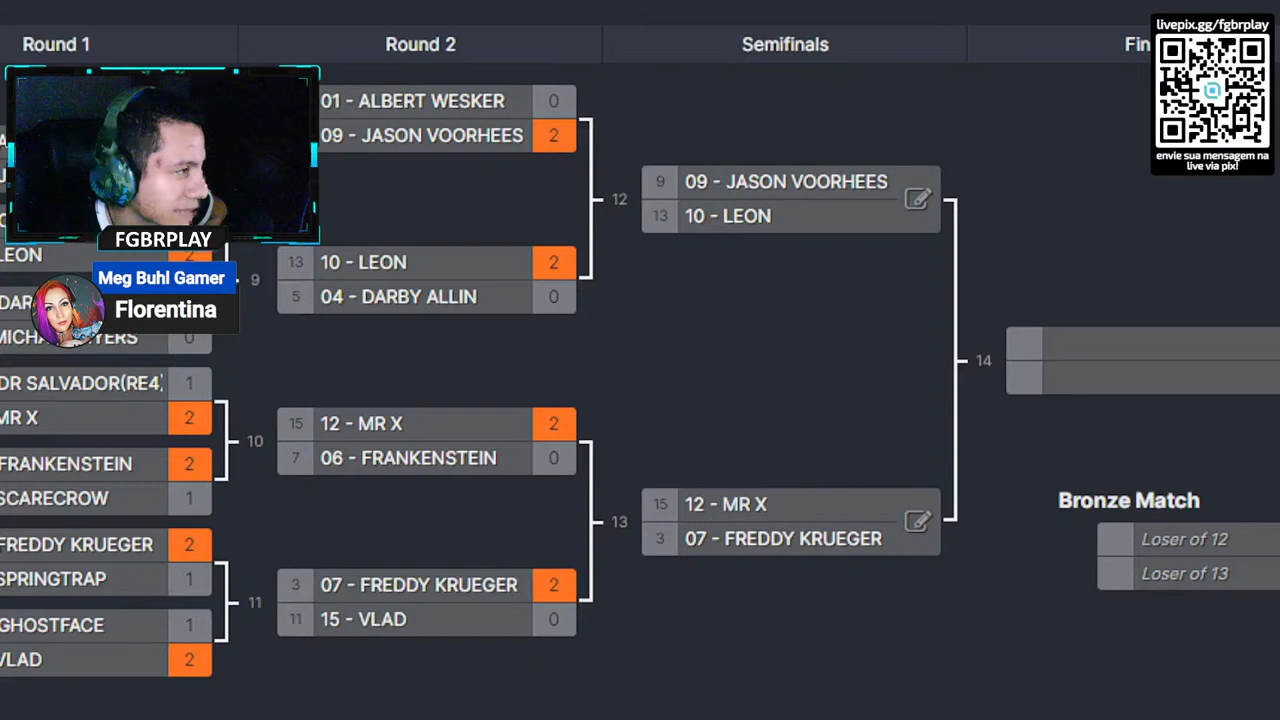 Round 1
Round 2
Semifinals
Fin
livepix.gg/fgbrplay
envie sua mensagem na
live via pix!
FGBRPLAY
Meg Buhl Gamer
Florentina
LEON
2
9
DAR
MICHA YERS
0
DR SALVADOR(RE4)
1
MR X
2
10
FRANKENSTEIN
2
SCARECROW
1
FREDDY KRUEGER
2
SPRINGTRAP
1
11
GHOSTFACE
1
VLAD
2
01 - ALBERT WESKER
0
09 - JASON VOORHEES
2
12
13
10 - LEON
2
5
04 - DARBY ALLIN
0
15
12 - MR X
2
7
06 - FRANKENSTEIN
0
13
3
07 - FREDDY KRUEGER
2
11
15 - VLAD
0
9
09 - JASON VOORHEES
13
10 - LEON
14
15
12 - MR X
3
07 - FREDDY KRUEGER
Bronze Match
Loser of 12
Loser of 13